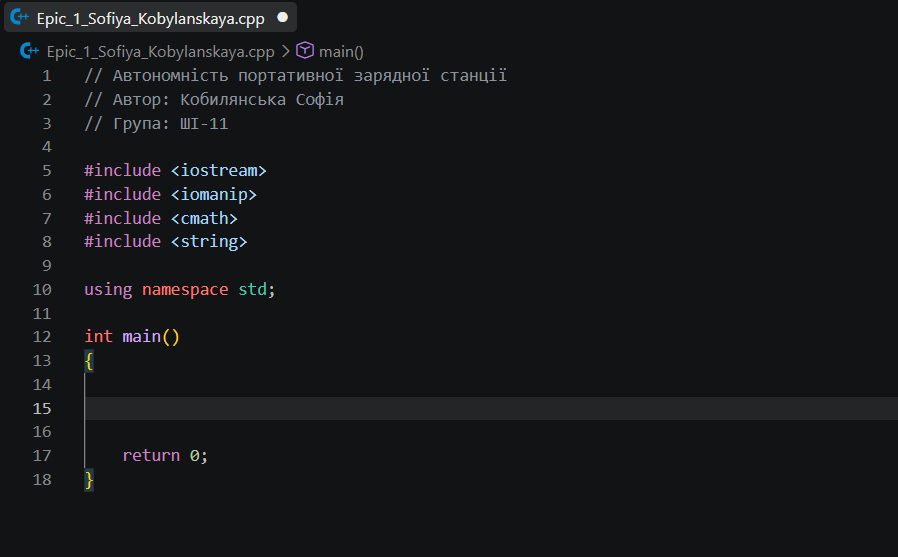 Epic_1_Sofiya_Kobylanskaya.cpp
Epic_1_Sofiya_Kobylanskaya.cpp > main()
1 // Автономність портативної зарядної станції
2 // Автор: Кобилянська Софія
3 // Група: ШІ-11
4
5 #include <iostream>
6 #include <iomanip>
7 #include <cmath>
8 #include <string>
9
10 using namespace std;
11
12 int main()
13 {
14
15
16
17 return 0;
18 }